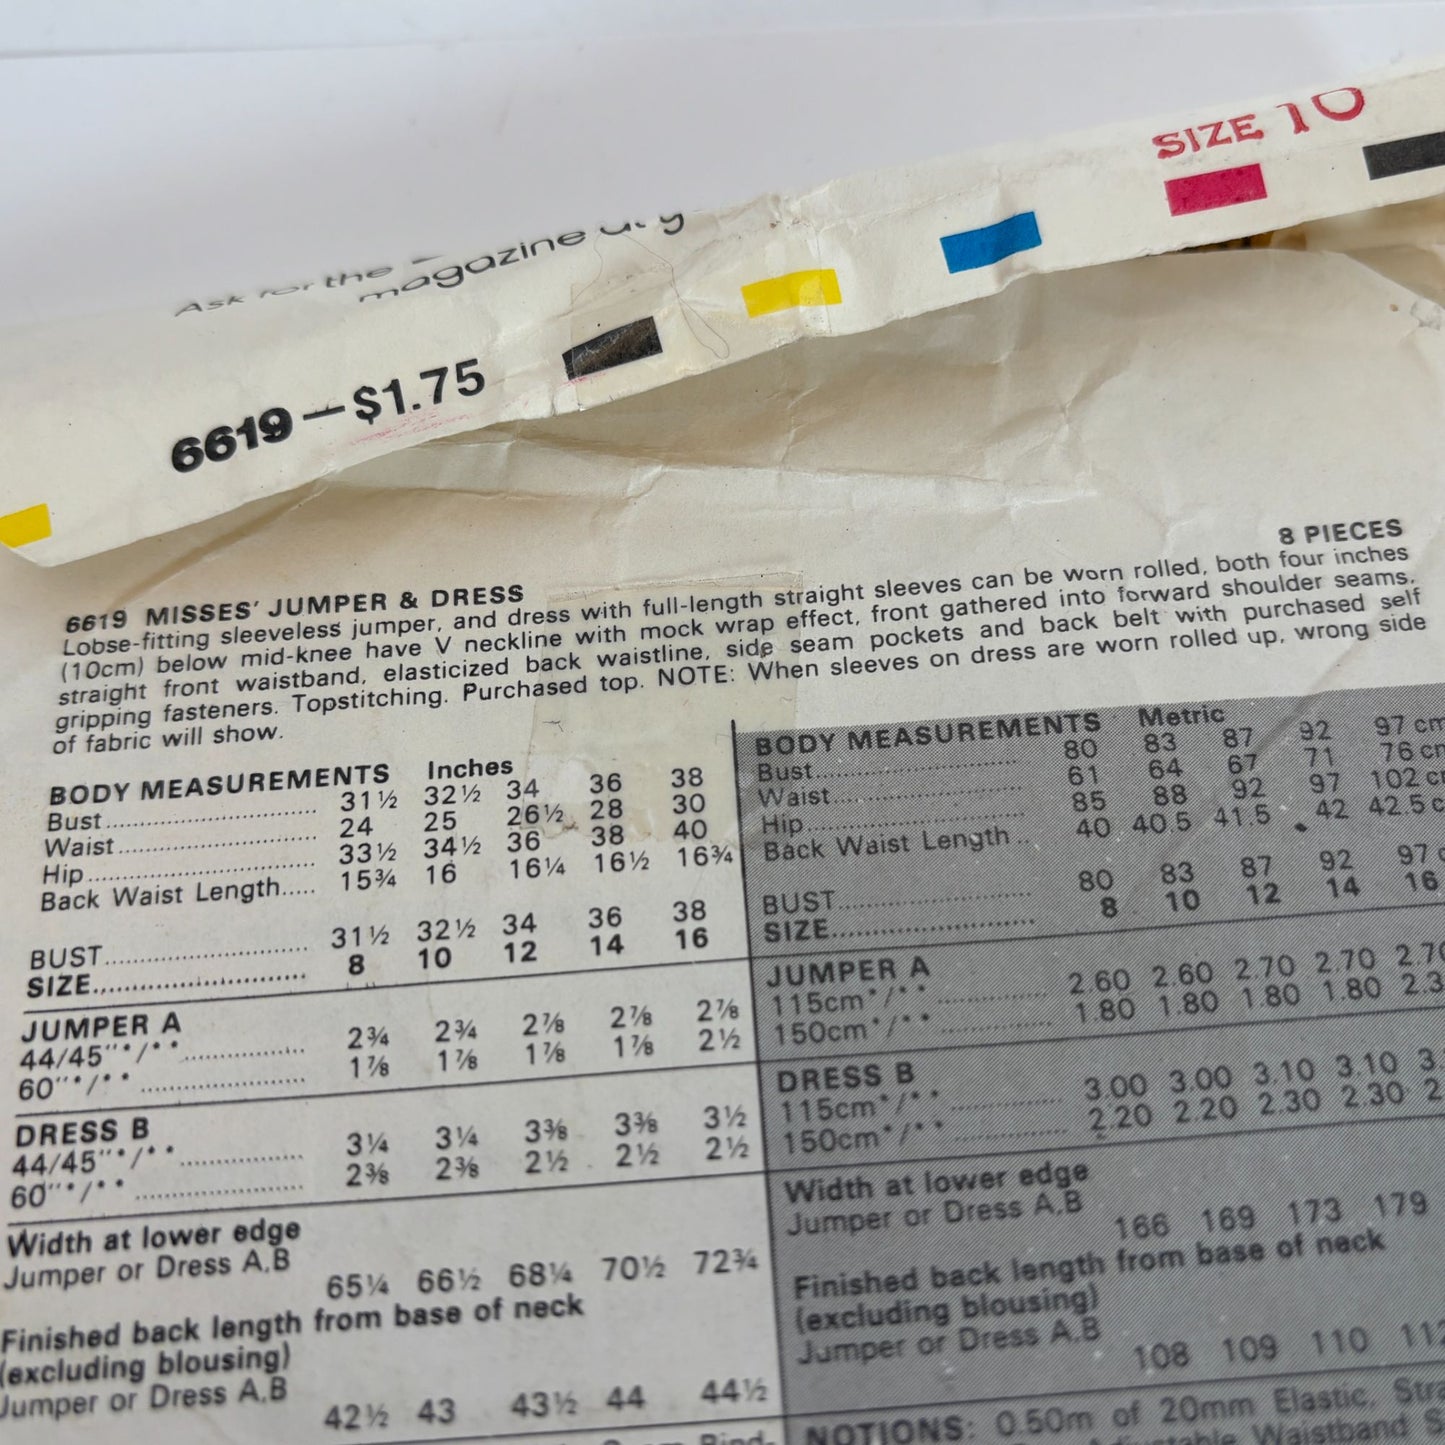 SIZE 10
Ask for the
magazine
6619—$1.75
8 PIECES
6619 MISSES' JUMPER & DRESS
Lobse-fitting sleeveless jumper, and dress with full-length straight sleeves can be worn rolled, both four inches
(10cm) below mid-knee have V neckline with mock wrap effect, front gathered into forward shoulder seams,
straight front waistband, elasticized back waistline, side seam pockets and back belt with purchased self
gripping fasteners. Topstitching. Purchased top. NOTE: When sleeves on dress are worn rolled up, wrong side
of fabric will show.
BODY MEASUREMENTS Inches
Bust 31½ 32½ 34 36 38
Waist 24 25 26½ 28 30
Hip 33½ 34½ 36 38 40
Back Waist Length 15¾ 16 16¼ 16½ 16¾
BUST 31½ 32½ 34 36 38
SIZE 8 10 12 14 16
JUMPER A
44/45"*/** 2¾ 2¾ 2⅞ 2⅞ 2⅞
60"*/** 1⅞ 1⅞ 1⅞ 1⅞ 2½
DRESS B
44/45"*/** 3¼ 3¼ 3⅜ 3⅜ 3½
60"*/** 2⅜ 2⅜ 2½ 2½ 2½
Width at lower edge
Jumper or Dress A,B 65¼ 66½ 68¼ 70½ 72¾
Finished back length from base of neck
(excluding blousing)
Jumper or Dress A,B 42½ 43 43½ 44 44½
BODY MEASUREMENTS Metric
Bust 80 83 87 92 97 cm
Waist 61 64 67 71 76 cm
Hip 85 88 92 97 102 cm
Back Waist Length 40 40.5 41.5 42 42.5 c
BUST 80 83 87 92 97 c
SIZE 8 10 12 14 16
JUMPER A
115cm*/** 2.60 2.60 2.70 2.70 2.70
150cm*/** 1.80 1.80 1.80 1.80 2.3
DRESS B
115cm*/** 3.00 3.00 3.10 3.10 3.
150cm*/** 2.20 2.20 2.30 2.30 2.
Width at lower edge
Jumper or Dress A,B 166 169 173 179
Finished back length from base of neck
(excluding blousing)
Jumper or Dress A,B 108 109 110 112
NOTIONS: 0.50m of 20mm Elastic, Stra
Waistband S